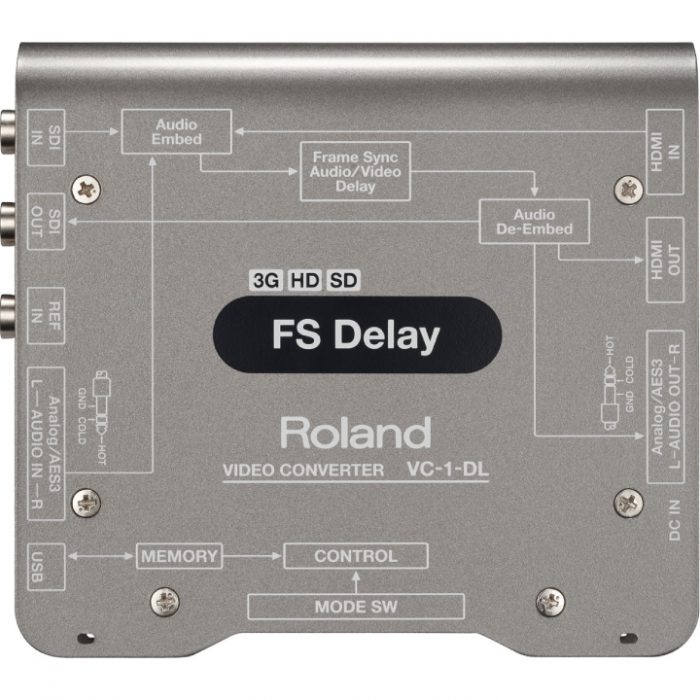 SDI
IN
Audio
Embed
HDMI
IN
Frame Sync
Audio/Video
Delay
SDI
OUT
Audio
De-Embed
HDMI
OUT
3G HD SD
REF
IN
FS Delay
Analog/AES3
L—AUDIO IN—R
GND COLD
HOT
HOT
GND COLD
Analog/AES3
L-AUDIO OUT-R
Roland
VIDEO CONVERTER VC-1-DL
DC IN
USB
MEMORY
CONTROL
MODE SW